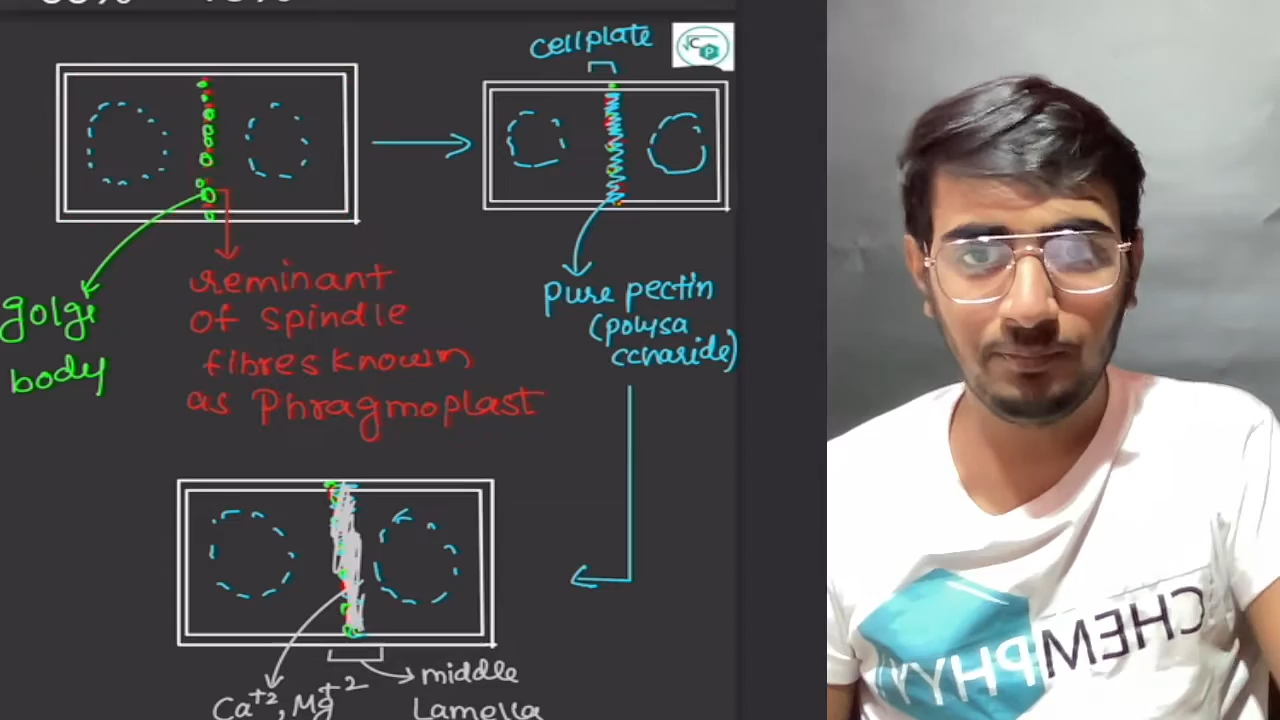 cellplate
C P
golgi
body
reminant
of spindle
fibres known
as Phragmoplast
pure pectin
(polysa
ccharide)
Ca+2, Mg+2
middle
Lamella
CHEMPHY